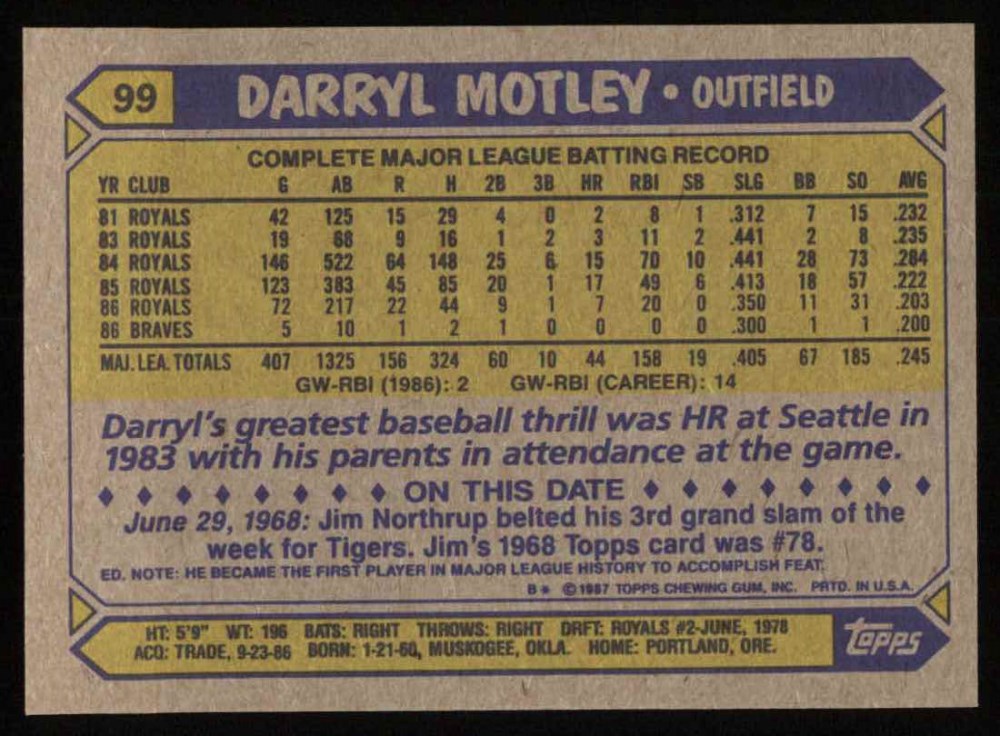 99 DARRYL MOTLEY • OUTFIELD
COMPLETE MAJOR LEAGUE BATTING RECORD
YR CLUB G AB R H 2B 3B HR RBI SB SLG BB SO AVG
81 ROYALS 42 125 15 29 4 0 2 8 1 .312 7 15 .232
83 ROYALS 19 68 9 16 1 2 3 11 2 .441 2 8 .235
84 ROYALS 146 522 64 148 25 6 15 70 10 .441 28 73 .284
85 ROYALS 123 383 45 85 20 1 17 49 6 .413 18 57 .222
86 ROYALS 72 217 22 44 9 1 7 20 0 .350 11 31 .203
86 BRAVES 5 10 1 2 1 0 0 0 0 .300 1 1 .200
MAJ. LEA. TOTALS 407 1325 156 324 60 10 44 158 19 .405 67 185 .245
GW-RBI (1986): 2 GW-RBI (CAREER): 14
Darryl's greatest baseball thrill was HR at Seattle in
1983 with his parents in attendance at the game.
♦ ♦ ♦ ♦ ♦ ♦ ♦ ♦ ON THIS DATE ♦ ♦ ♦ ♦ ♦ ♦ ♦ ♦
June 29, 1968: Jim Northrup belted his 3rd grand slam of the
week for Tigers. Jim's 1968 Topps card was #78.
ED. NOTE: HE BECAME THE FIRST PLAYER IN MAJOR LEAGUE HISTORY TO ACCOMPLISH FEAT.
B* © 1987 TOPPS CHEWING GUM, INC. PRTD. IN U.S.A.
HT: 5'9" WT: 196 BATS: RIGHT THROWS: RIGHT DRFT: ROYALS #2-JUNE, 1978
ACQ: TRADE, 9-23-86 BORN: 1-21-60, MUSKOGEE, OKLA. HOME: PORTLAND, ORE.
topps